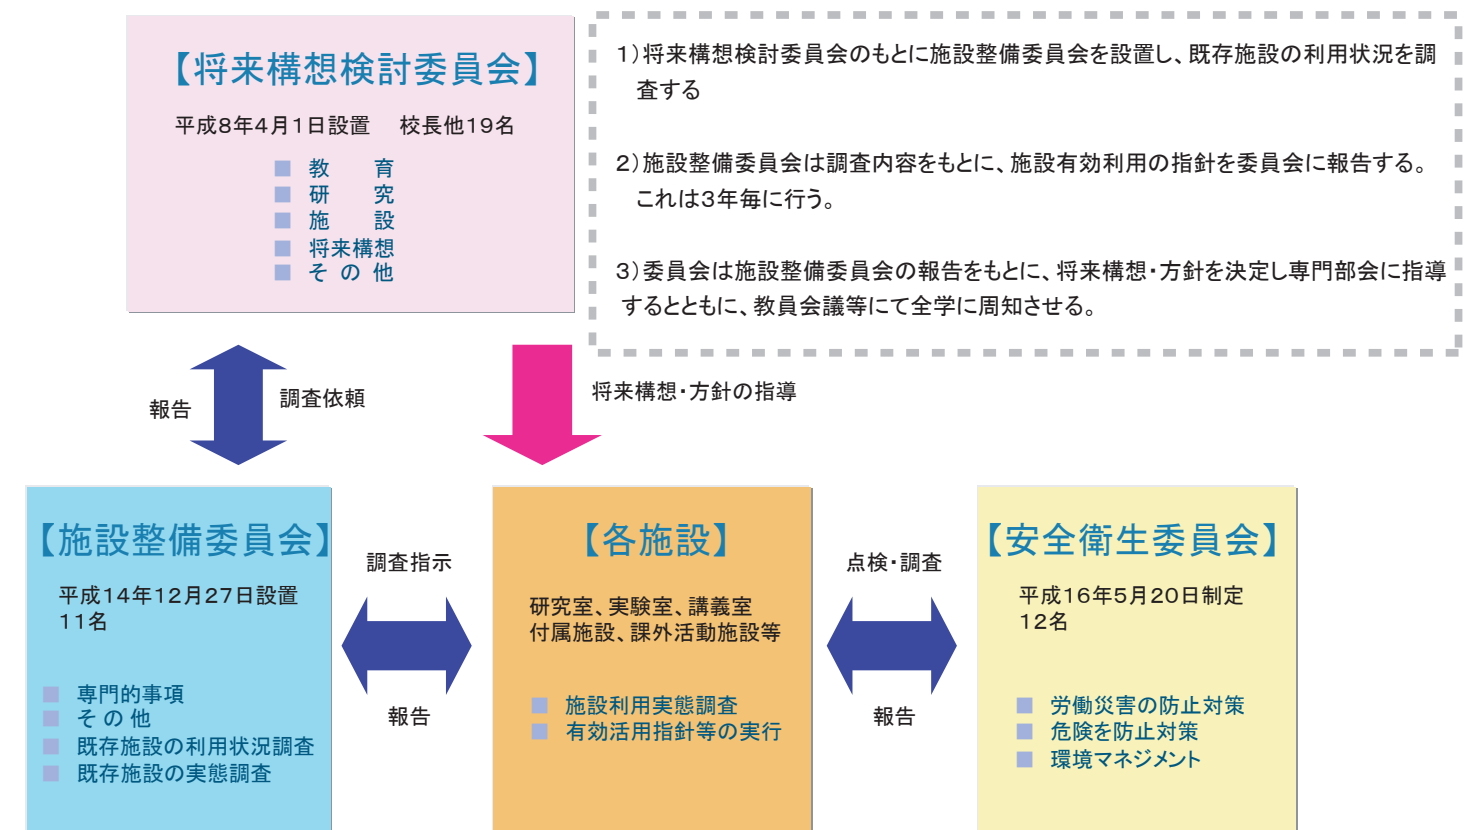 【将来構想検討委員会】
平成8年4月1日設置　校長他19名
■ 教　育
■ 研　究
■ 施　設
■ 将来構想
■ そ の 他
1)将来構想検討委員会のもとに施設整備委員会を設置し、既存施設の利用状況を調
査する
2)施設整備委員会は調査内容をもとに、施設有効利用の指針を委員会に報告する。
これは3年毎に行う。
3)委員会は施設整備委員会の報告をもとに、将来構想・方針を決定し専門部会に指導
するとともに、教員会議等にて全学に周知させる。
報告
調査依頼
将来構想・方針の指導
【施設整備委員会】
平成14年12月27日設置
11名
■ 専門的事項
■ そ の 他
■ 既存施設の利用状況調査
■ 既存施設の実態調査
調査指示
報告
【各施設】
研究室、実験室、講義室
付属施設、課外活動施設等
■ 施設利用実態調査
■ 有効活用指針等の実行
点検・調査
報告
【安全衛生委員会】
平成16年5月20日制定
12名
■ 労働災害の防止対策
■ 危険を防止対策
■ 環境マネジメント